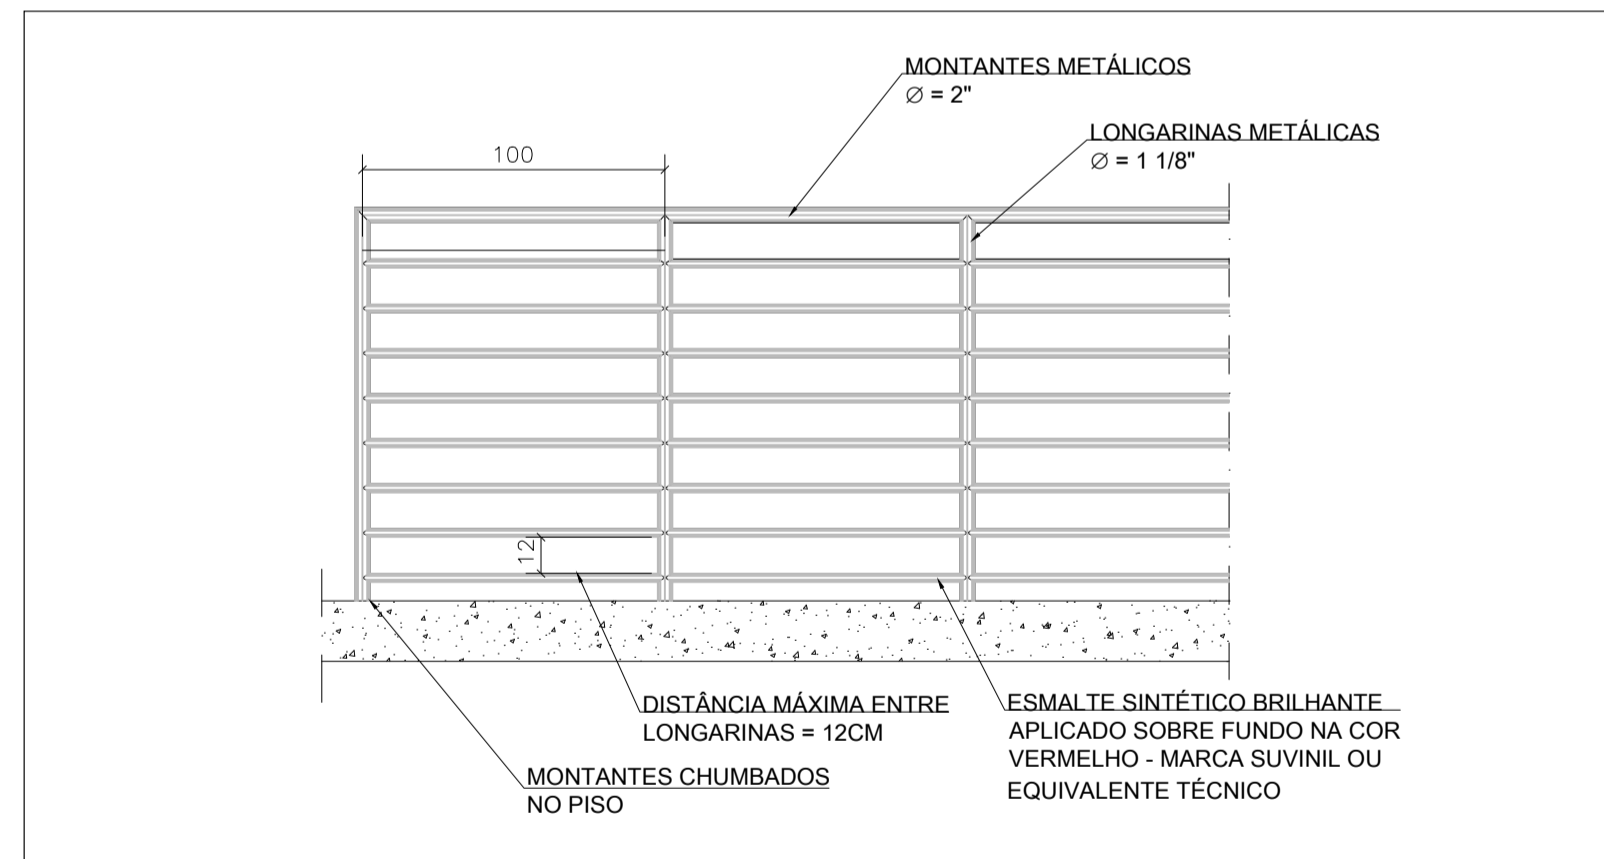 MONTANTES METÁLICOS
∅ = 2"
LONGARINAS METÁLICAS
∅ = 1 1/8"
100
12
DISTÂNCIA MÁXIMA ENTRE
LONGARINAS = 12CM
ESMALTE SINTÉTICO BRILHANTE
APLICADO SOBRE FUNDO NA COR
VERMELHO - MARCA SUVINIL OU
EQUIVALENTE TÉCNICO
MONTANTES CHUMBADOS
NO PISO